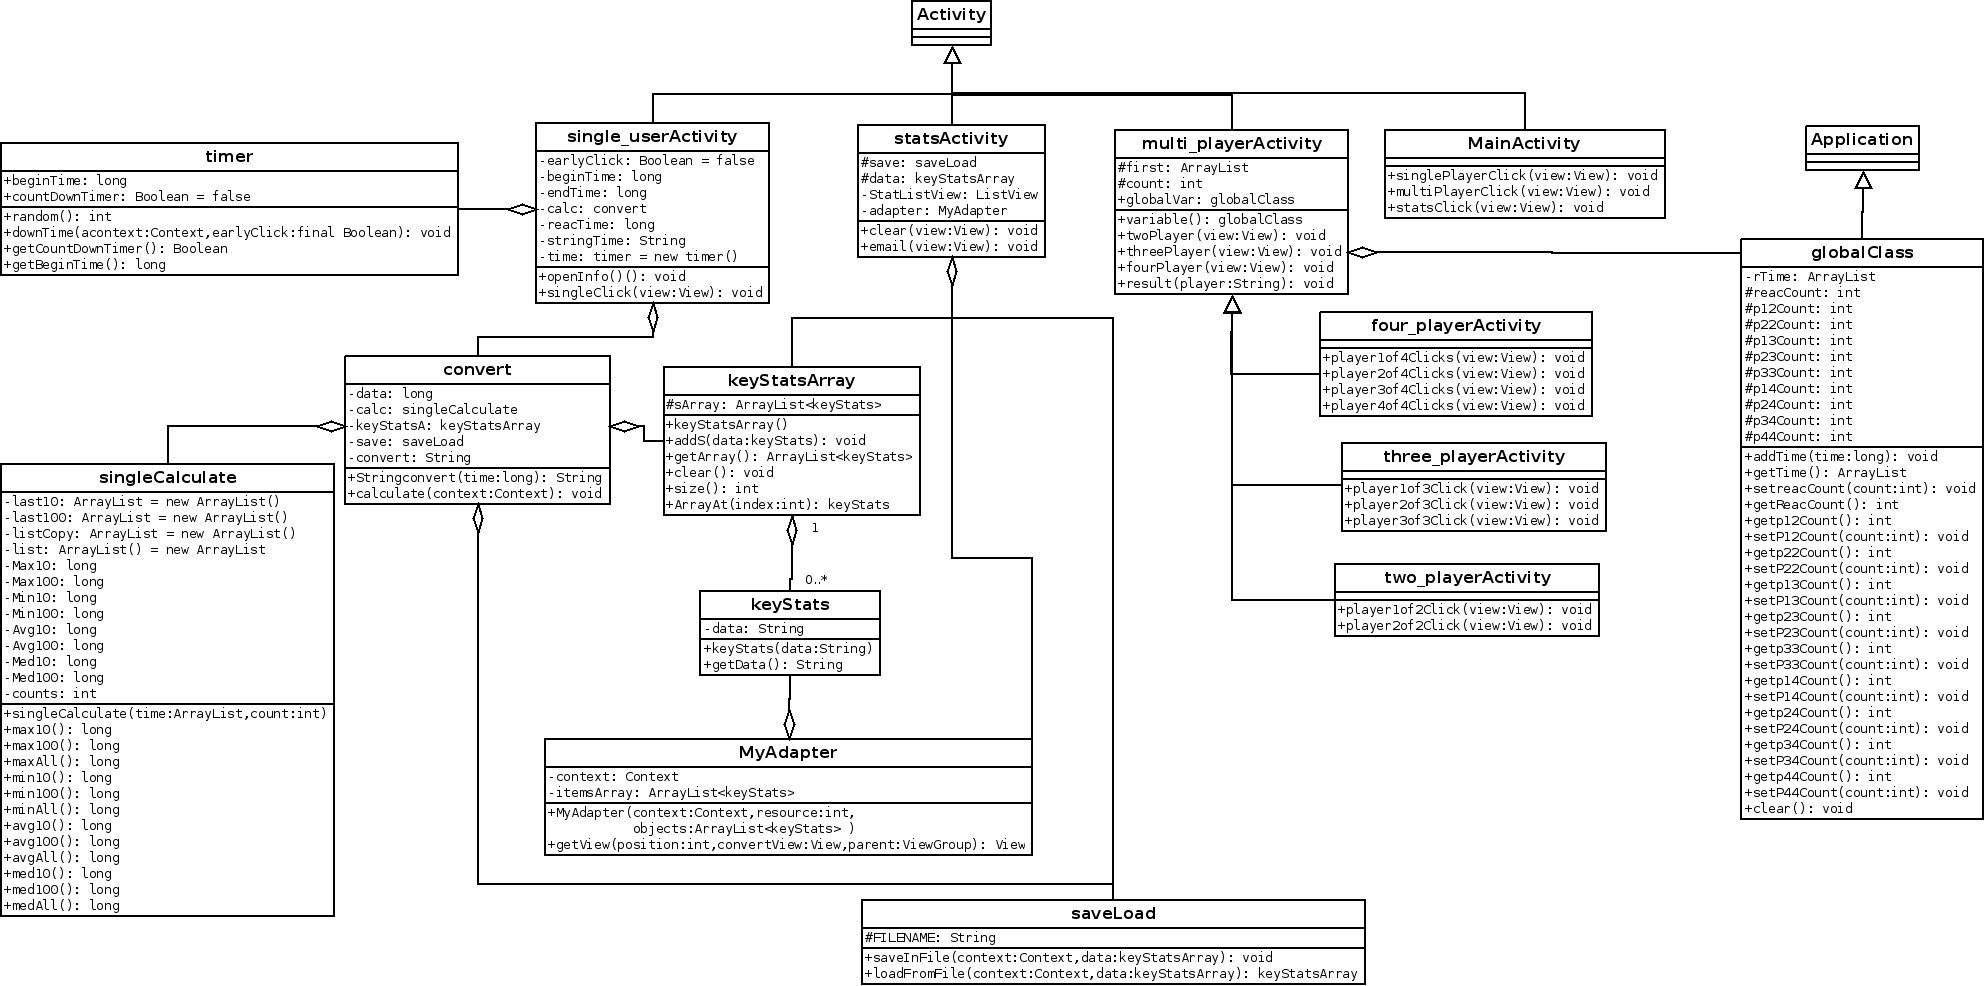 Activity
single_userActivity
-earlyClick: Boolean = false
-beginTime: long
-endTime: long
-calc: convert
-reacTime: long
-stringTime: String
-time: timer = new timer()
+openInfo()(): void
+singleClick(view:View): void
statsActivity
#save: saveLoad
#data: keyStatsArray
-StatListView: ListView
-adapter: MyAdapter
+clear(view:View): void
+email(view:View): void
multi_playerActivity
#first: ArrayList
#count: int
+globalVar: globalClass
+variable(): globalClass
+twoPlayer(view:View): void
+threePlayer(view:View): void
+fourPlayer(view:View): void
+result(player:String): void
MainActivity
+singlePlayerClick(view:View): void
+multiPlayerClick(view:View): void
+statsClick(view:View): void
Application
timer
+beginTime: long
+countDownTimer: Boolean = false
+random(): int
+downTime(acontext:Context,earlyClick:final Boolean): void
+getCountDownTimer(): Boolean
+getBeginTime(): long
globalClass
-rTime: ArrayList
#reacCount: int
#p12Count: int
#p22Count: int
#p13Count: int
#p23Count: int
#p33Count: int
#p14Count: int
#p24Count: int
#p34Count: int
#p44Count: int
+addTime(time:long): void
+getTime(): ArrayList
+setreacCount(count:int): void
+getReacCount(): int
+getp12Count(): int
+setP12Count(count:int): void
+getp22Count(): int
+setP22Count(count:int): void
+getp13Count(): int
+setP13Count(count:int): void
+getp23Count(): int
+setP23Count(count:int): void
+getp33Count(): int
+setP33Count(count:int): void
+getp14Count(): int
+setP14Count(count:int): void
+getp24Count(): int
+setP24Count(count:int): void
+getp34Count(): int
+setP34Count(count:int): void
+getp44Count(): int
+setP44Count(count:int): void
+clear(): void
four_playerActivity
+player1of4Clicks(view:View): void
+player2of4Clicks(view:View): void
+player3of4Clicks(view:View): void
+player4of4Clicks(view:View): void
three_playerActivity
+player1of3Click(view:View): void
+player2of3Click(view:View): void
+player3of3Click(view:View): void
two_playerActivity
+player1of2Click(view:View): void
+player2of2Click(view:View): void
convert
-data: long
-calc: singleCalculate
-keyStatsA: keyStatsArray
-save: saveLoad
-convert: String
+Stringconvert(time:long): String
+calculate(context:Context): void
keyStatsArray
#sArray: ArrayList<keyStats>
+keyStatsArray()
+addS(data:keyStats): void
+getArray(): ArrayList<keyStats>
+clear(): void
+size(): int
+ArrayAt(index:int): keyStats
1
0..*
keyStats
-data: String
+keyStats(data:String)
+getData(): String
singleCalculate
-last10: ArrayList = new ArrayList()
-last100: ArrayList = new ArrayList()
-listCopy: ArrayList = new ArrayList()
-list: ArrayList() = new ArrayList
-Max10: long
-Max100: long
-Min10: long
-Min100: long
-Avg10: long
-Avg100: long
-Med10: long
-Med100: long
-counts: int
+singleCalculate(time:ArrayList,count:int)
+max10(): long
+max100(): long
+maxAll(): long
+min10(): long
+min100(): long
+minAll(): long
+avg10(): long
+avg100(): long
+avgAll(): long
+med10(): long
+med100(): long
+medAll(): long
MyAdapter
-context: Context
-itemsArray: ArrayList<keyStats>
+MyAdapter(context:Context,resource:int,
objects:ArrayList<keyStats> )
+getView(position:int,convertView:View,parent:ViewGroup): View
saveLoad
#FILENAME: String
+saveInFile(context:Context,data:keyStatsArray): void
+loadFromFile(context:Context,data:keyStatsArray): keyStatsArray